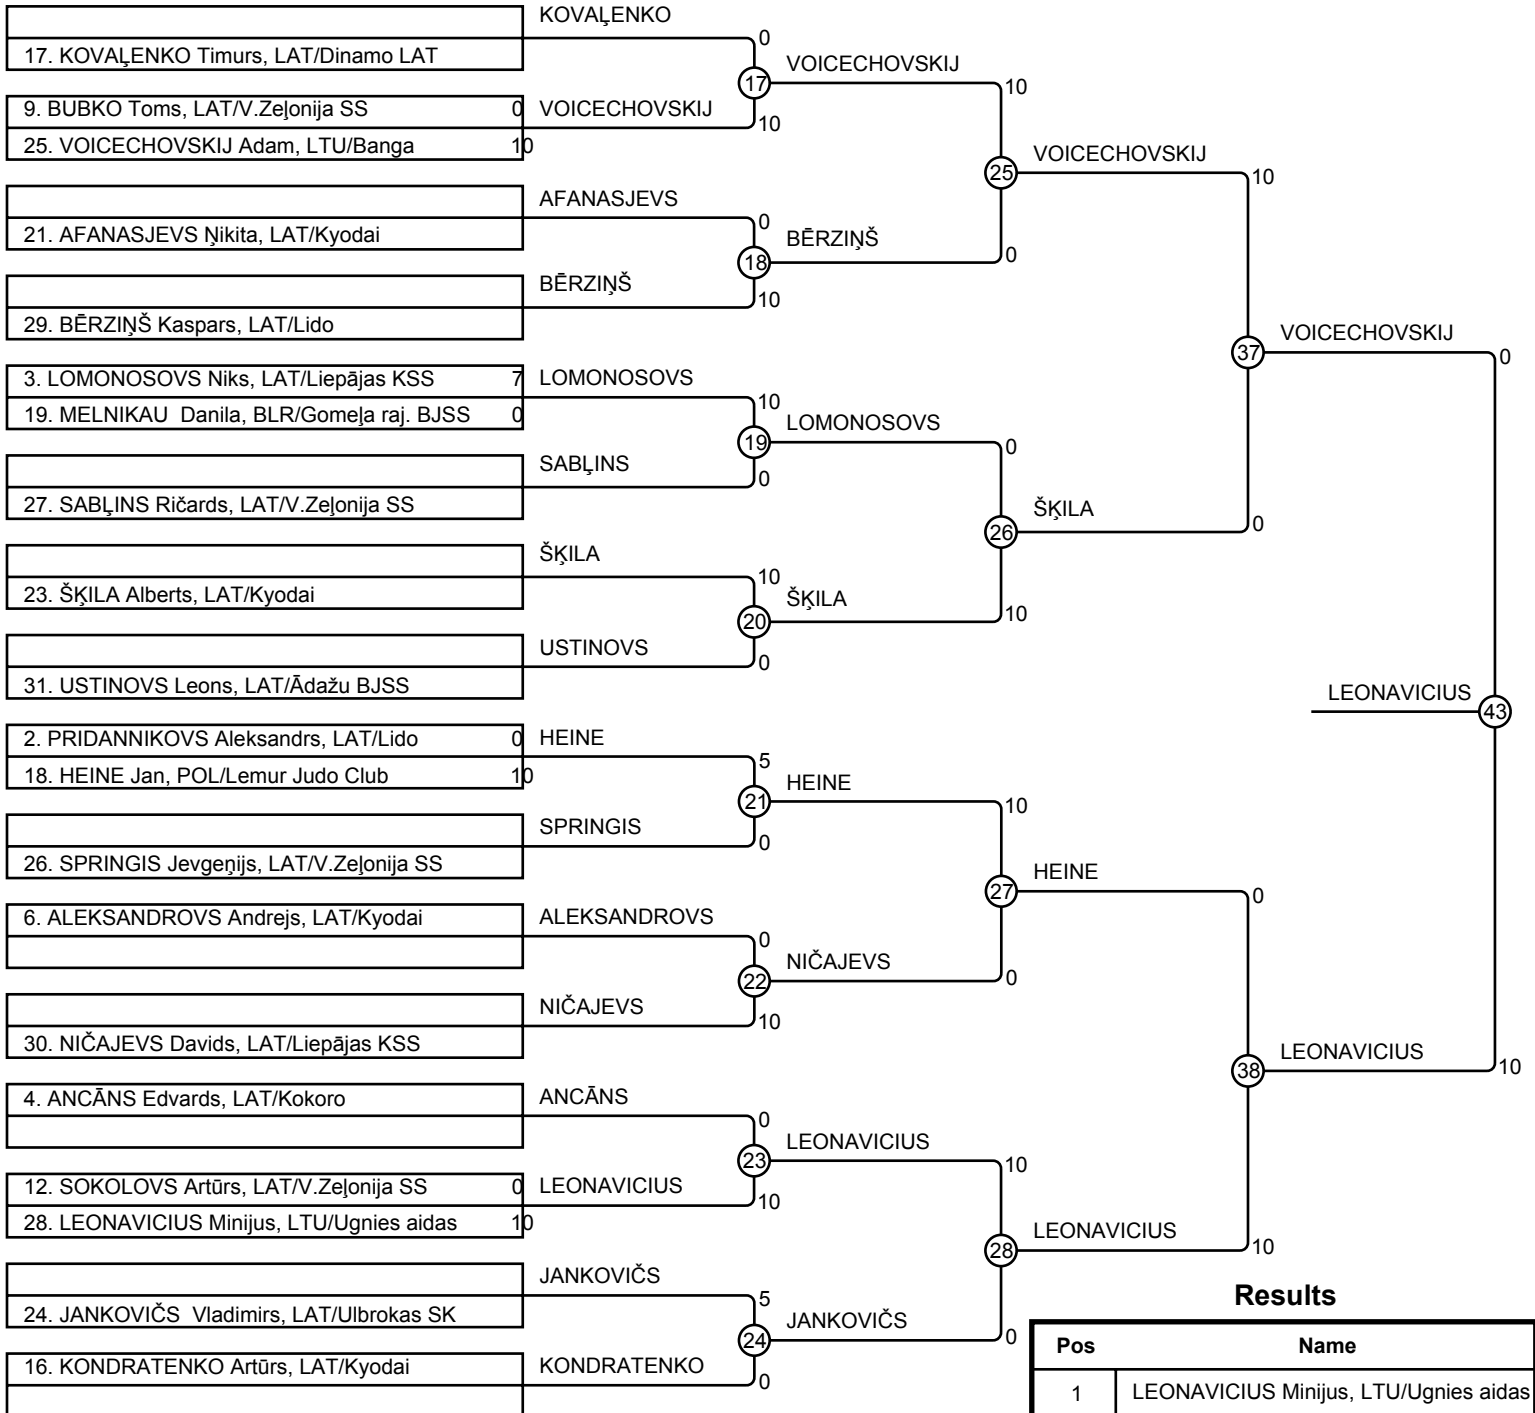 KOVAĻENKO
17. KOVAĻENKO Timurs, LAT/Dinamo LAT
0
17
VOICECHOVSKIJ
10
9. BUBKO Toms, LAT/V.Zeļonija SS 0
VOICECHOVSKIJ
10
25. VOICECHOVSKIJ Adam, LTU/Banga 10
25
VOICECHOVSKIJ
10
AFANASJEVS
21. AFANASJEVS Ņikita, LAT/Kyodai
0
18
BĒRZIŅŠ
0
BĒRZIŅŠ
10
29. BĒRZIŅŠ Kaspars, LAT/Lido
37
VOICECHOVSKIJ
0
3. LOMONOSOVS Niks, LAT/Liepājas KSS 7
LOMONOSOVS
10
19. MELNIKAU Danila, BLR/Gomeļa raj. BJSS 0
19
LOMONOSOVS
0
SABĻINS
0
27. SABĻINS Ričards, LAT/V.Zeļonija SS
26
ŠĶILA
0
ŠĶILA
10
23. ŠĶILA Alberts, LAT/Kyodai
20
ŠĶILA
10
USTINOVS
0
31. USTINOVS Leons, LAT/Ādažu BJSS
LEONAVICIUS
43
2. PRIDANNIKOVS Aleksandrs, LAT/Lido 0
HEINE
5
18. HEINE Jan, POL/Lemur Judo Club 10
21
HEINE
10
SPRINGIS
0
26. SPRINGIS Jevgeņijs, LAT/V.Zeļonija SS
27
HEINE
0
6. ALEKSANDROVS Andrejs, LAT/Kyodai
ALEKSANDROVS
0
22
NIČAJEVS
0
NIČAJEVS
10
30. NIČAJEVS Davids, LAT/Liepājas KSS
38
LEONAVICIUS
10
4. ANCĀNS Edvards, LAT/Kokoro
ANCĀNS
0
23
LEONAVICIUS
10
12. SOKOLOVS Artūrs, LAT/V.Zeļonija SS 0
LEONAVICIUS
10
28. LEONAVICIUS Minijus, LTU/Ugnies aidas 10
28
LEONAVICIUS
10
JANKOVIČS
5
24. JANKOVIČS Vladimirs, LAT/Ulbrokas SK
24
JANKOVIČS
0
16. KONDRATENKO Artūrs, LAT/Kyodai
KONDRATENKO
0
Results
Pos Name
1 LEONAVICIUS Minijus, LTU/Ugnies aidas